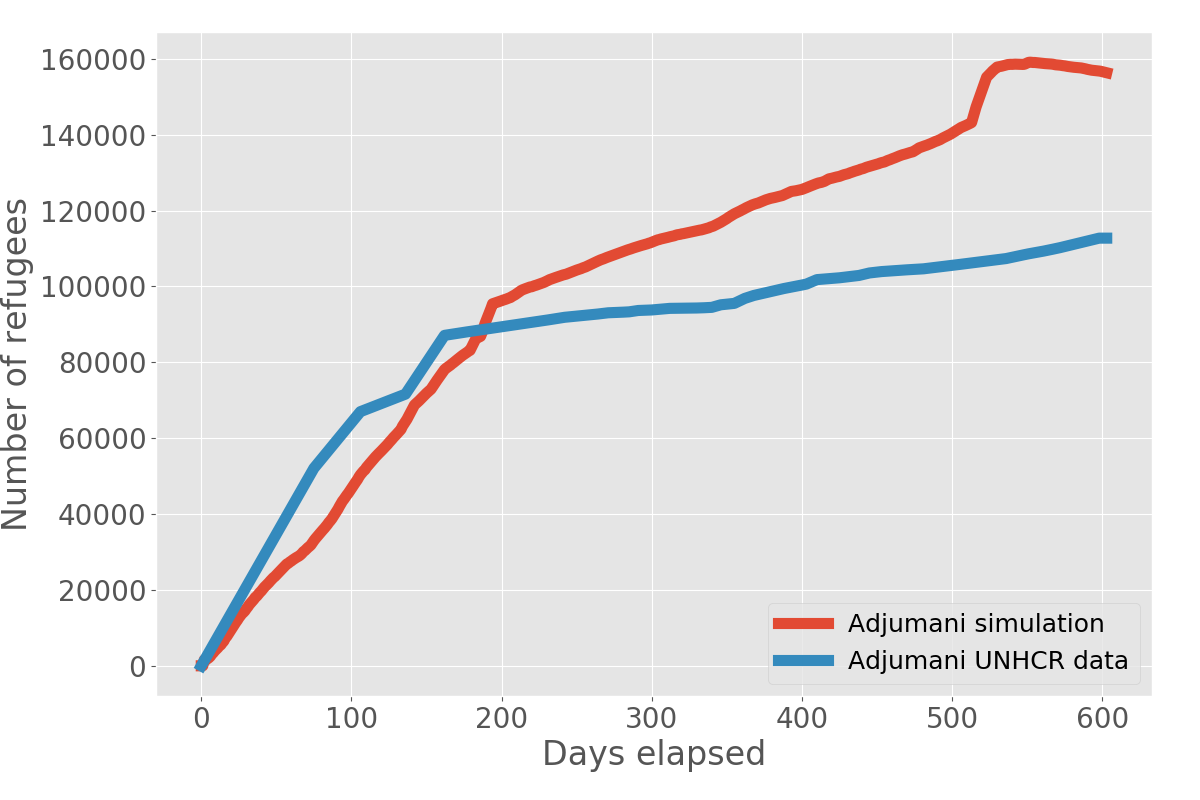 160000
140000
120000
100000
80000
60000
40000
20000
0
Number of refugees
0 100 200 300 400 500 600
Days elapsed
Adjumani simulation
Adjumani UNHCR data